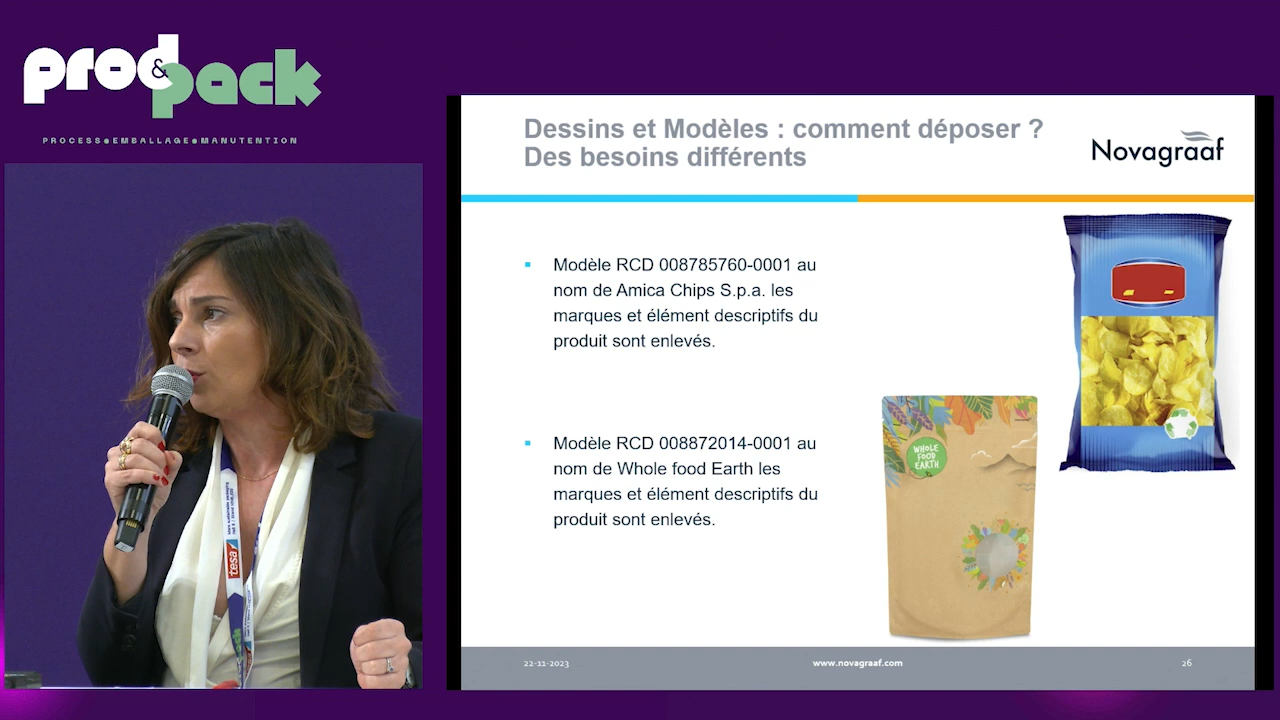 prod&pack
PROCESS●EMBALLAGE●MANUTENTION
Dessins et Modèles : comment déposer ?
Des besoins différents
Novagraaf
Modèle RCD 008785760-0001 au
nom de Amica Chips S.p.a. les
marques et élément descriptifs du
produit sont enlevés.
Modèle RCD 008872014-0001 au
nom de Whole food Earth les
marques et élément descriptifs du
produit sont enlevés.
WHOLE
FOOD
EARTH
tesa
pack
22-11-2023
www.novagraaf.com
26